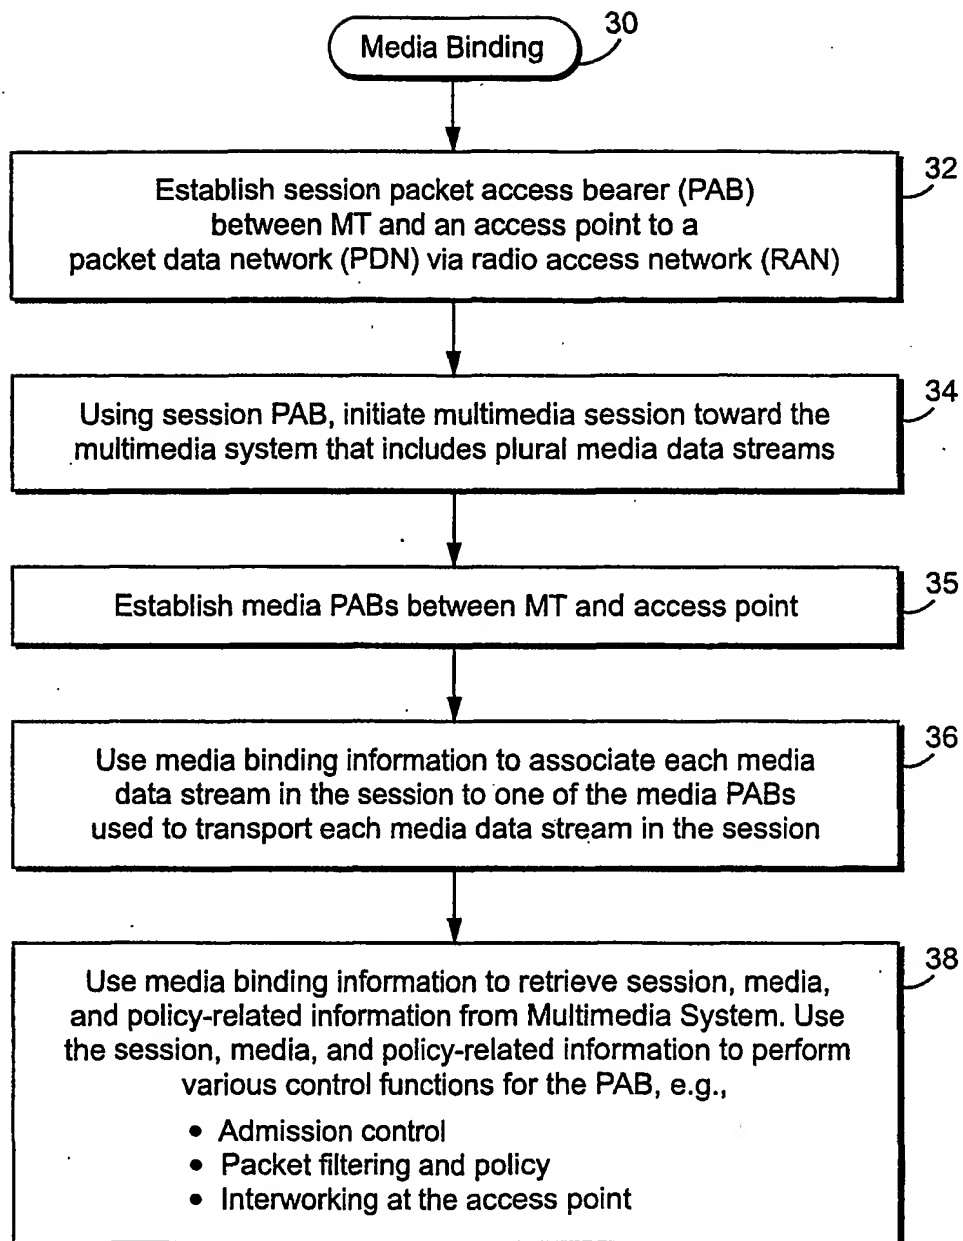 Media Binding
30
32
Establish session packet access bearer (PAB)
between MT and an access point to a
packet data network (PDN) via radio access network (RAN)
34
Using session PAB, initiate multimedia session toward the
multimedia system that includes plural media data streams
35
Establish media PABs between MT and access point
36
Use media binding information to associate each media
data stream in the session to one of the media PABs
used to transport each media data stream in the session
38
Use media binding information to retrieve session, media,
and policy-related information from Multimedia System. Use
the session, media, and policy-related information to perform
various control functions for the PAB, e.g.,
• Admission control
• Packet filtering and policy
• Interworking at the access point